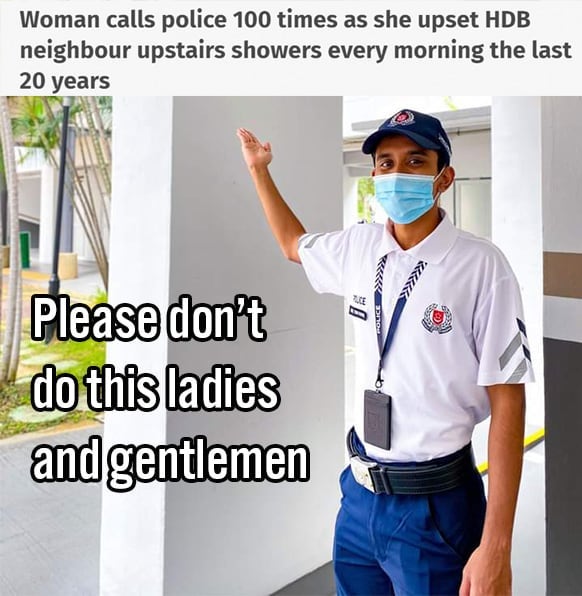 Woman calls police 100 times as she upset HDB
neighbour upstairs showers every morning the last
20 years
POLICE
POLICE
Please don't
do this ladies
and gentlemen